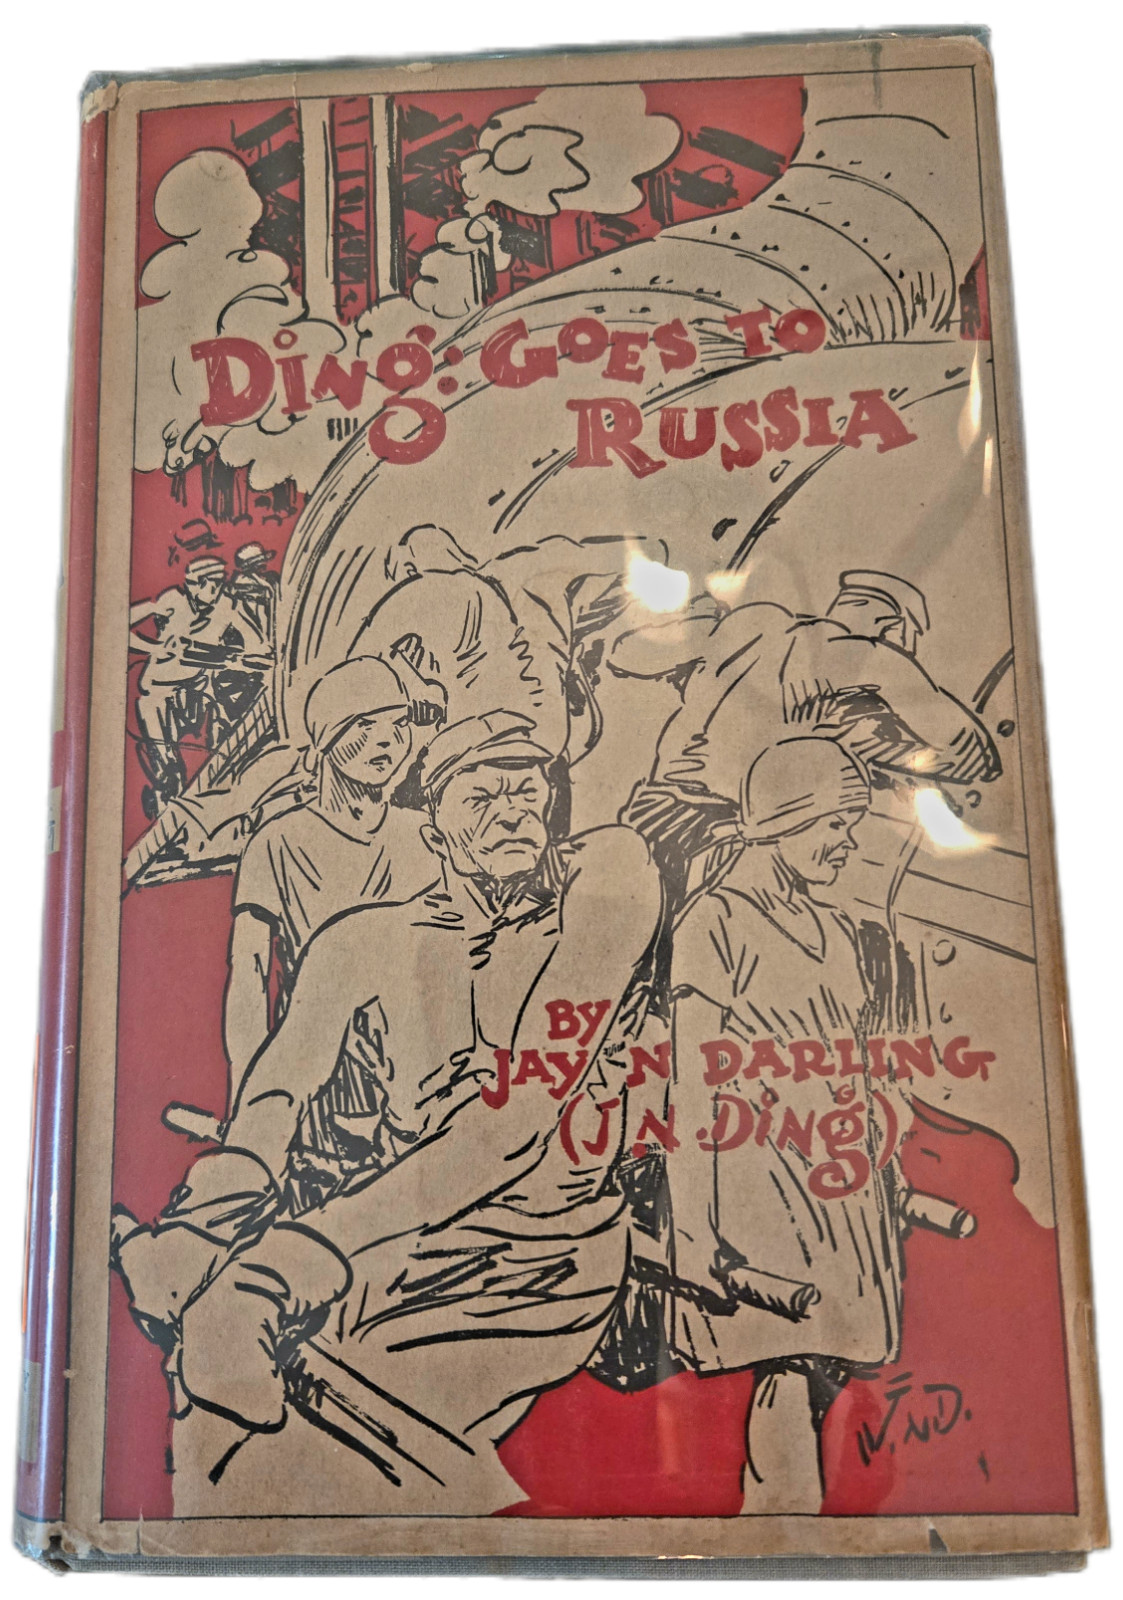 Ding Goes to
Russia
By
Jay N Darling
(J N Ding)
J.N.D.